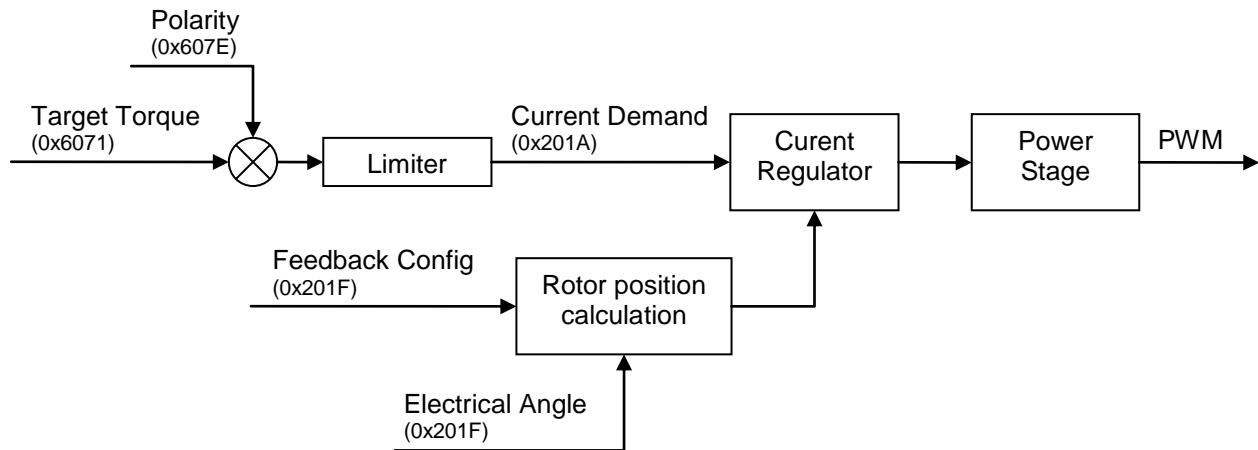 Polarity
(0x607E)
Target Torque
(0x6071)
Limiter
Current Demand
(0x201A)
Curent
Regulator
Power
Stage
PWM
Feedback Config
(0x201F)
Rotor position
calculation
Electrical Angle
(0x201F)